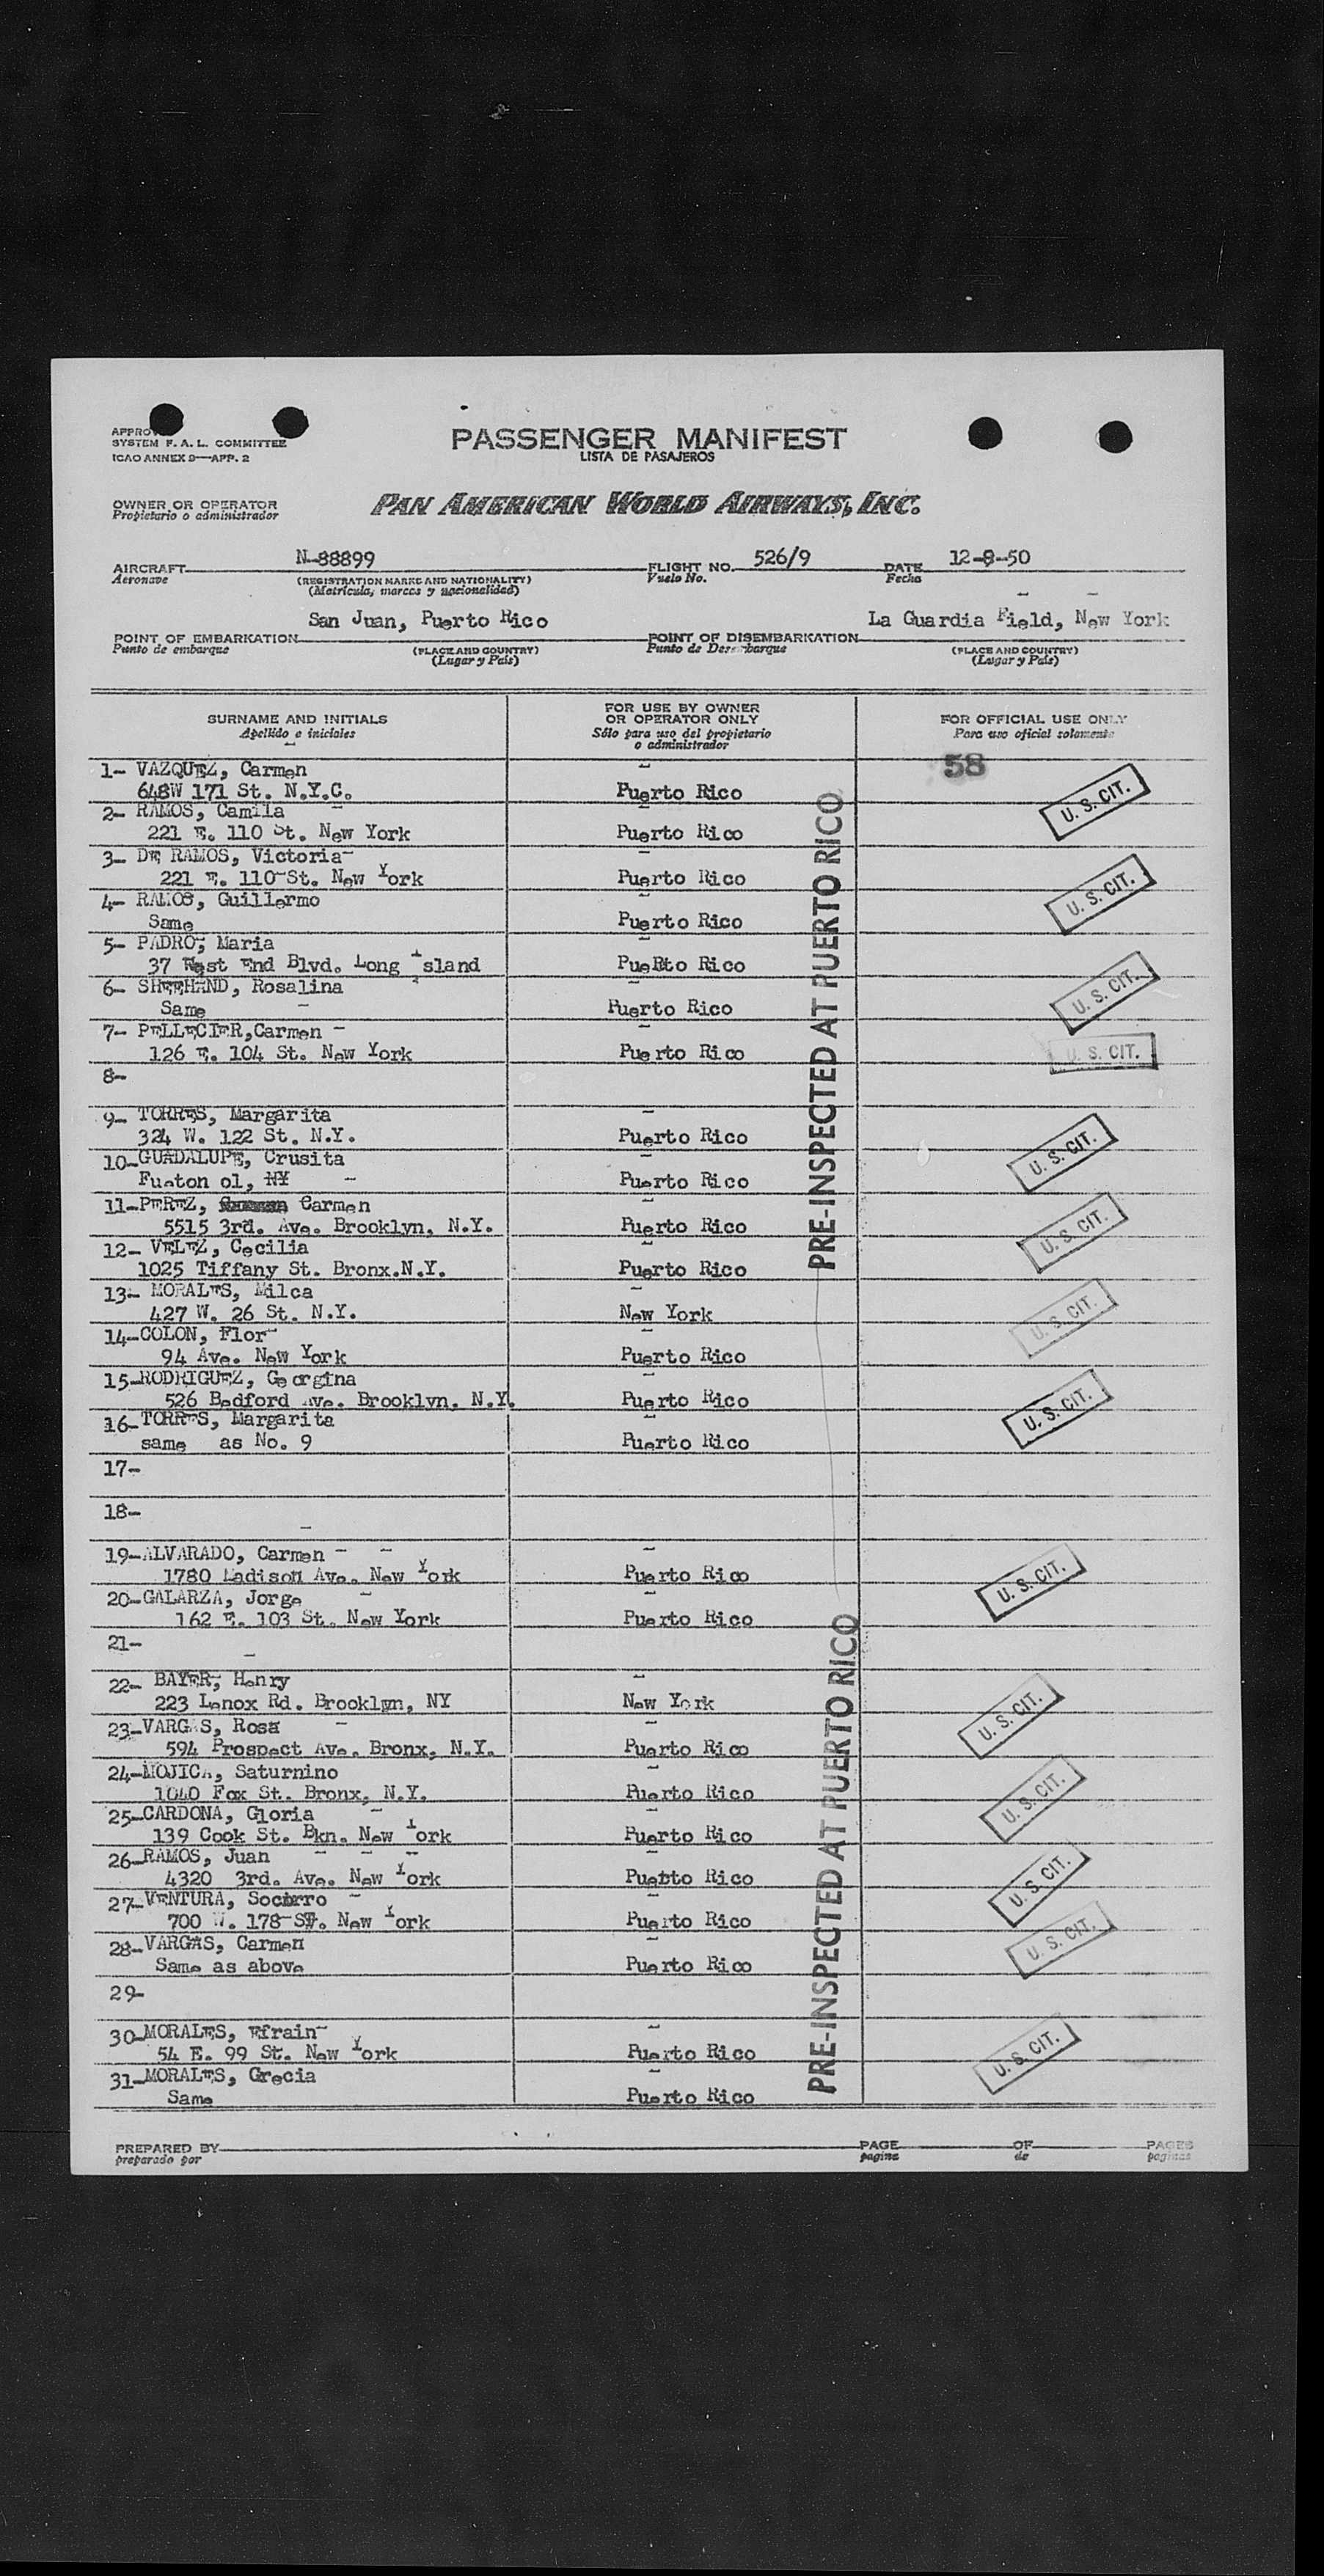 APPRO
SYSTEM F. A. L. COMMITTEE
ICAO ANNEX 9—APP. 2
PASSENGER MANIFEST
LISTA DE PASAJEROS
OWNER OR OPERATOR
Propietario o administrador
PAN AMERICAN WORLD AIRWAYS, INC.
AIRCRAFT N-88899 FLIGHT NO. 526/9 DATE 12-8-50
Aeronave (REGISTRATION MARKS AND NATIONALITY) Vuelo No. Fecha
(Matrícula, marcas y nacionalidad)
San Juan, Puerto Rico La Guardia Field, New York
POINT OF EMBARKATION POINT OF DISEMBARKATION
Punto de embarque (PLACE AND COUNTRY) Punto de Desembarque (PLACE AND COUNTRY)
(Lugar y País) (Lugar y País)
SURNAME AND INITIALS
Apellido e iniciales
FOR USE BY OWNER
OR OPERATOR ONLY
Sólo para uso del propietario
o administrador
FOR OFFICIAL USE ONLY
Para uso oficial solamente
58
1- VAZQUEZ, Carmen
648W 171 St. N.Y.C. Puerto Rico U. S. CIT.
2- RAMOS, Camila
221 E. 110 St. New York Puerto Rico
3- DE RAMOS, Victoria
221 E. 110 St. New York Puerto Rico U. S. CIT.
4- RAMOS, Guillermo
Same Puerto Rico
5- PADRO, Maria
37 West End Blvd. Long Island PueRto Rico
6- SHEEHAND, Rosalina U. S. CIT.
Same Puerto Rico
7- PELLECIER,Carmen
126 E. 104 St. New York Puerto Rico U. S. CIT.
8-
9- TORRES, Margarita
324 W. 122 St. N.Y. Puerto Rico U. S. CIT.
10-GUADALUPE, Crusita
Fueton ol, NY Puerto Rico
11-PEREZ, Carmen
5515 3rd. Ave. Brooklyn, N.Y. Puerto Rico U. S. CIT.
12- VELEZ, Cecilia
1025 Tiffany St. Bronx.N.Y. Puerto Rico
13- MORALES, Milca
427 W. 26 St. N.Y. New York U. S. CIT.
14-COLON, Flor
94 Ave. New York Puerto Rico
15-RODRIGUEZ, Georgina
526 Bedford Ave. Brooklyn, N.Y. Puerto Rico U. S. CIT.
16-TORRES, Margarita
same as No. 9 Puerto Rico
17-
18-
19-ALVARADO, Carmen
1780 Madison Ave. New York Puerto Rico U. S. CIT.
20-GALARZA, Jorge
162 E. 103 St. New York Puerto Rico
21-
22- BAYER, Henry
223 Lenox Rd. Brooklyn, NY New York U. S. CIT.
23-VARGAS, Rosa
594 Prospect Ave. Bronx, N.Y. Puerto Rico
24-MOJICA, Saturnino
1040 Fox St. Bronx, N.Y. Puerto Rico U. S. CIT.
25-CARDONA, Gloria
139 Cook St. Bkn. New York Puerto Rico
26-RAMOS, Juan
4320 3rd. Ave. New York Puerto Rico U. S. CIT.
27-VENTURA, Socorro
700 W. 178 ST. New York Puerto Rico U. S. CIT.
28-VARGAS, Carmen
Same as above Puerto Rico
29-
30-MORALES, Efrain
54 E. 99 St. New York Puerto Rico U. S. CIT.
31-MORALES, Grecia
Same Puerto Rico
PRE-INSPECTED AT PUERTO RICO
PRE-INSPECTED AT PUERTO RICO
PREPARED BY PAGE OF PAGES
preparado por pagina de paginas